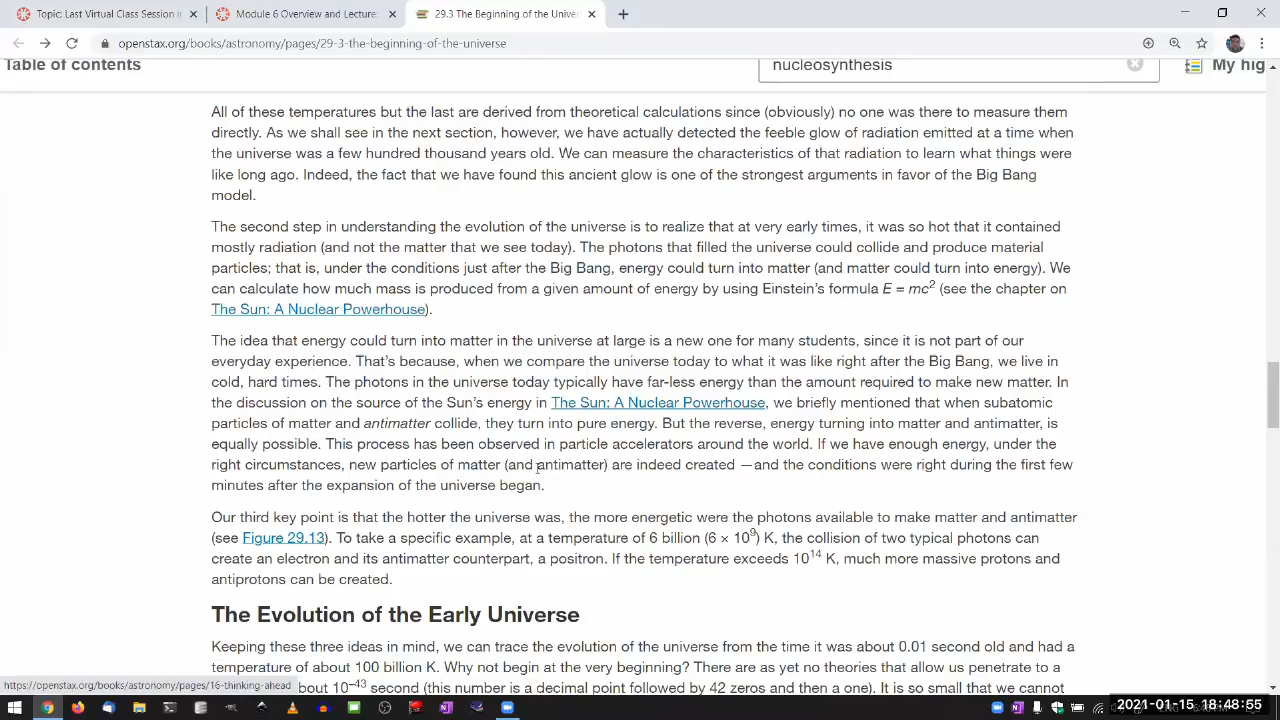 Topic: Last Virtual Class Session i
Module 6 Overview and Lecture
29.3 The Beginning of the Univer
openstax.org/books/astronomy/pages/29-3-the-beginning-of-the-universe
Table of contents
nucleosynthesis
My hig
All of these temperatures but the last are derived from theoretical calculations since (obviously) no one was there to measure them
directly. As we shall see in the next section, however, we have actually detected the feeble glow of radiation emitted at a time when
the universe was a few hundred thousand years old. We can measure the characteristics of that radiation to learn what things were
like long ago. Indeed, the fact that we have found this ancient glow is one of the strongest arguments in favor of the Big Bang
model.
The second step in understanding the evolution of the universe is to realize that at very early times, it was so hot that it contained
mostly radiation (and not the matter that we see today). The photons that filled the universe could collide and produce material
particles; that is, under the conditions just after the Big Bang, energy could turn into matter (and matter could turn into energy). We
can calculate how much mass is produced from a given amount of energy by using Einstein's formula E = mc² (see the chapter on
The Sun: A Nuclear Powerhouse).
The idea that energy could turn into matter in the universe at large is a new one for many students, since it is not part of our
everyday experience. That's because, when we compare the universe today to what it was like right after the Big Bang, we live in
cold, hard times. The photons in the universe today typically have far-less energy than the amount required to make new matter. In
the discussion on the source of the Sun's energy in The Sun: A Nuclear Powerhouse, we briefly mentioned that when subatomic
particles of matter and antimatter collide, they turn into pure energy. But the reverse, energy turning into matter and antimatter, is
equally possible. This process has been observed in particle accelerators around the world. If we have enough energy, under the
right circumstances, new particles of matter (and antimatter) are indeed created —and the conditions were right during the first few
minutes after the expansion of the universe began.
Our third key point is that the hotter the universe was, the more energetic were the photons available to make matter and antimatter
(see Figure 29.13). To take a specific example, at a temperature of 6 billion (6 × 10⁹) K, the collision of two typical photons can
create an electron and its antimatter counterpart, a positron. If the temperature exceeds 10¹⁴ K, much more massive protons and
antiprotons can be created.
The Evolution of the Early Universe
Keeping these three ideas in mind, we can trace the evolution of the universe from the time it was about 0.01 second old and had a
temperature of about 100 billion K. Why not begin at the very beginning? There are as yet no theories that allow us penetrate to a
bout 10⁻⁴³ second (this number is a decimal point followed by 42 zeros and then a one). It is so small that we cannot
https://openstax.org/books/astronomy/pages/16-thinking-ahead
2021-01-15 18:48:55